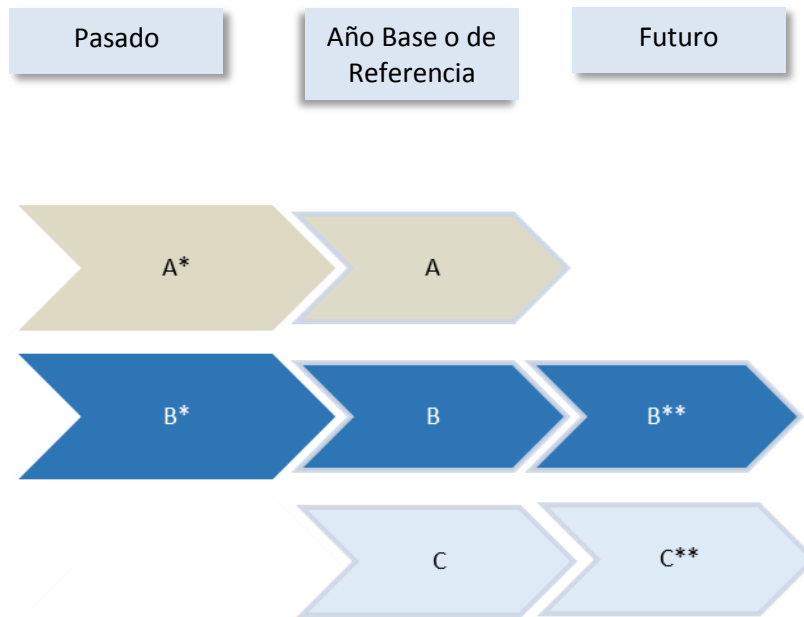 Pasado
Año Base o de
Referencia
Futuro
A*
A
B*
B
B**
C
C**